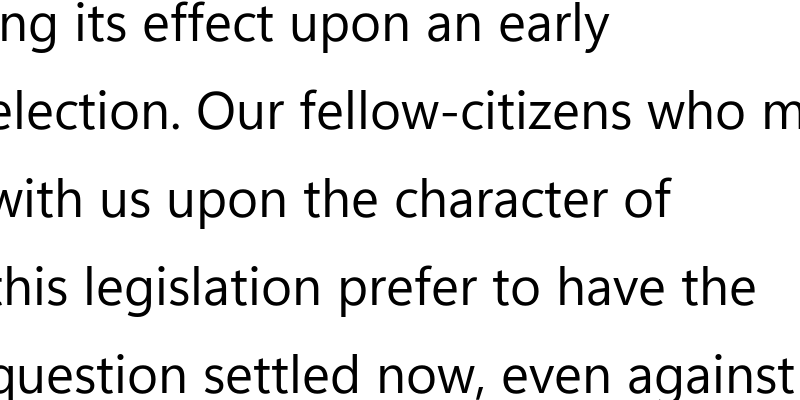 its effect upon an early
election. Our fellow-citizens who
with us upon the character of
this legislation prefer to have the
question settled now, even against